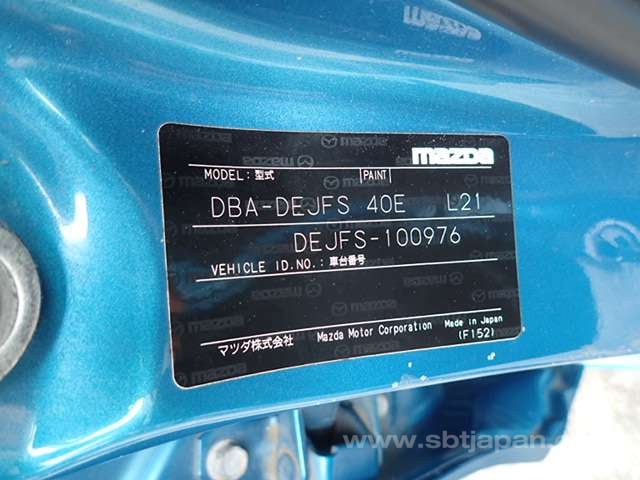 mazda
MODEL: 型式 PAINT
DBA-DEJFS 40E L21
DEJFS-100976
VEHICLE ID.NO.: 車台番号
マツダ株式会社 Mazda Motor Corporation Made in Japan
(F152)
www.sbtjapan.